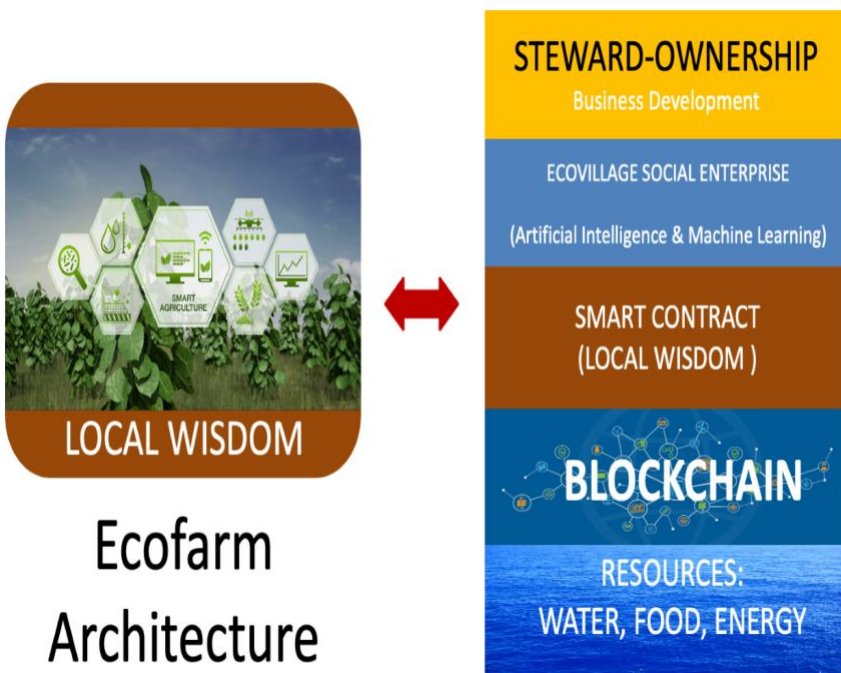 SMART
AGRICULTURE
LOCAL WISDOM
Ecofarm
Architecture
STEWARD-OWNERSHIP
Business Development
ECOVILLAGE SOCIAL ENTERPRISE
(Artificial Intelligence & Machine Learning)
SMART CONTRACT
(LOCAL WISDOM )
BLOCKCHAIN
RESOURCES:
WATER, FOOD, ENERGY